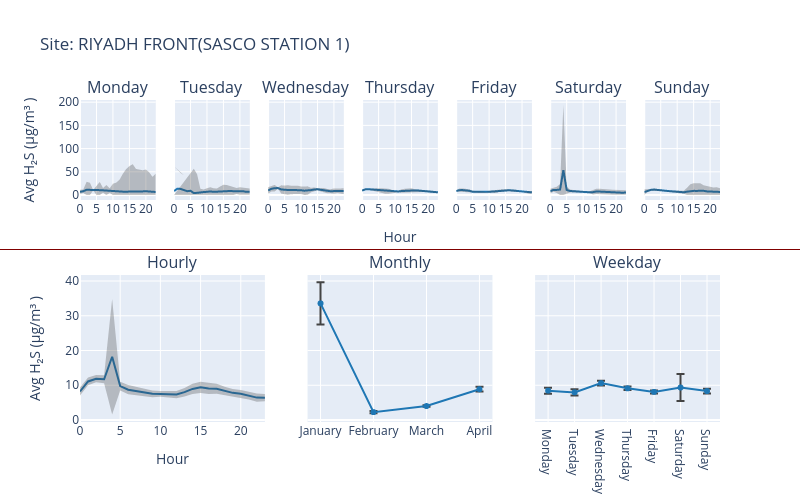 Site: RIYADH FRONT(SASCO STATION 1)
Monday Tuesday Wednesday Thursday Friday Saturday Sunday
Avg H₂S (µg/m³ )
200
150
100
50
0
0 5 10 15 20 0 5 10 15 20 0 5 10 15 20 0 5 10 15 20 0 5 10 15 20 0 5 10 15 20 0 5 10 15 20
Hour
Hourly Monthly Weekday
Avg H₂S (µg/m³ )
40
30
20
10
0
0 5 10 15 20
Hour
January February March April
Monday
Tuesday
Wednesday
Thursday
Friday
Saturday
Sunday